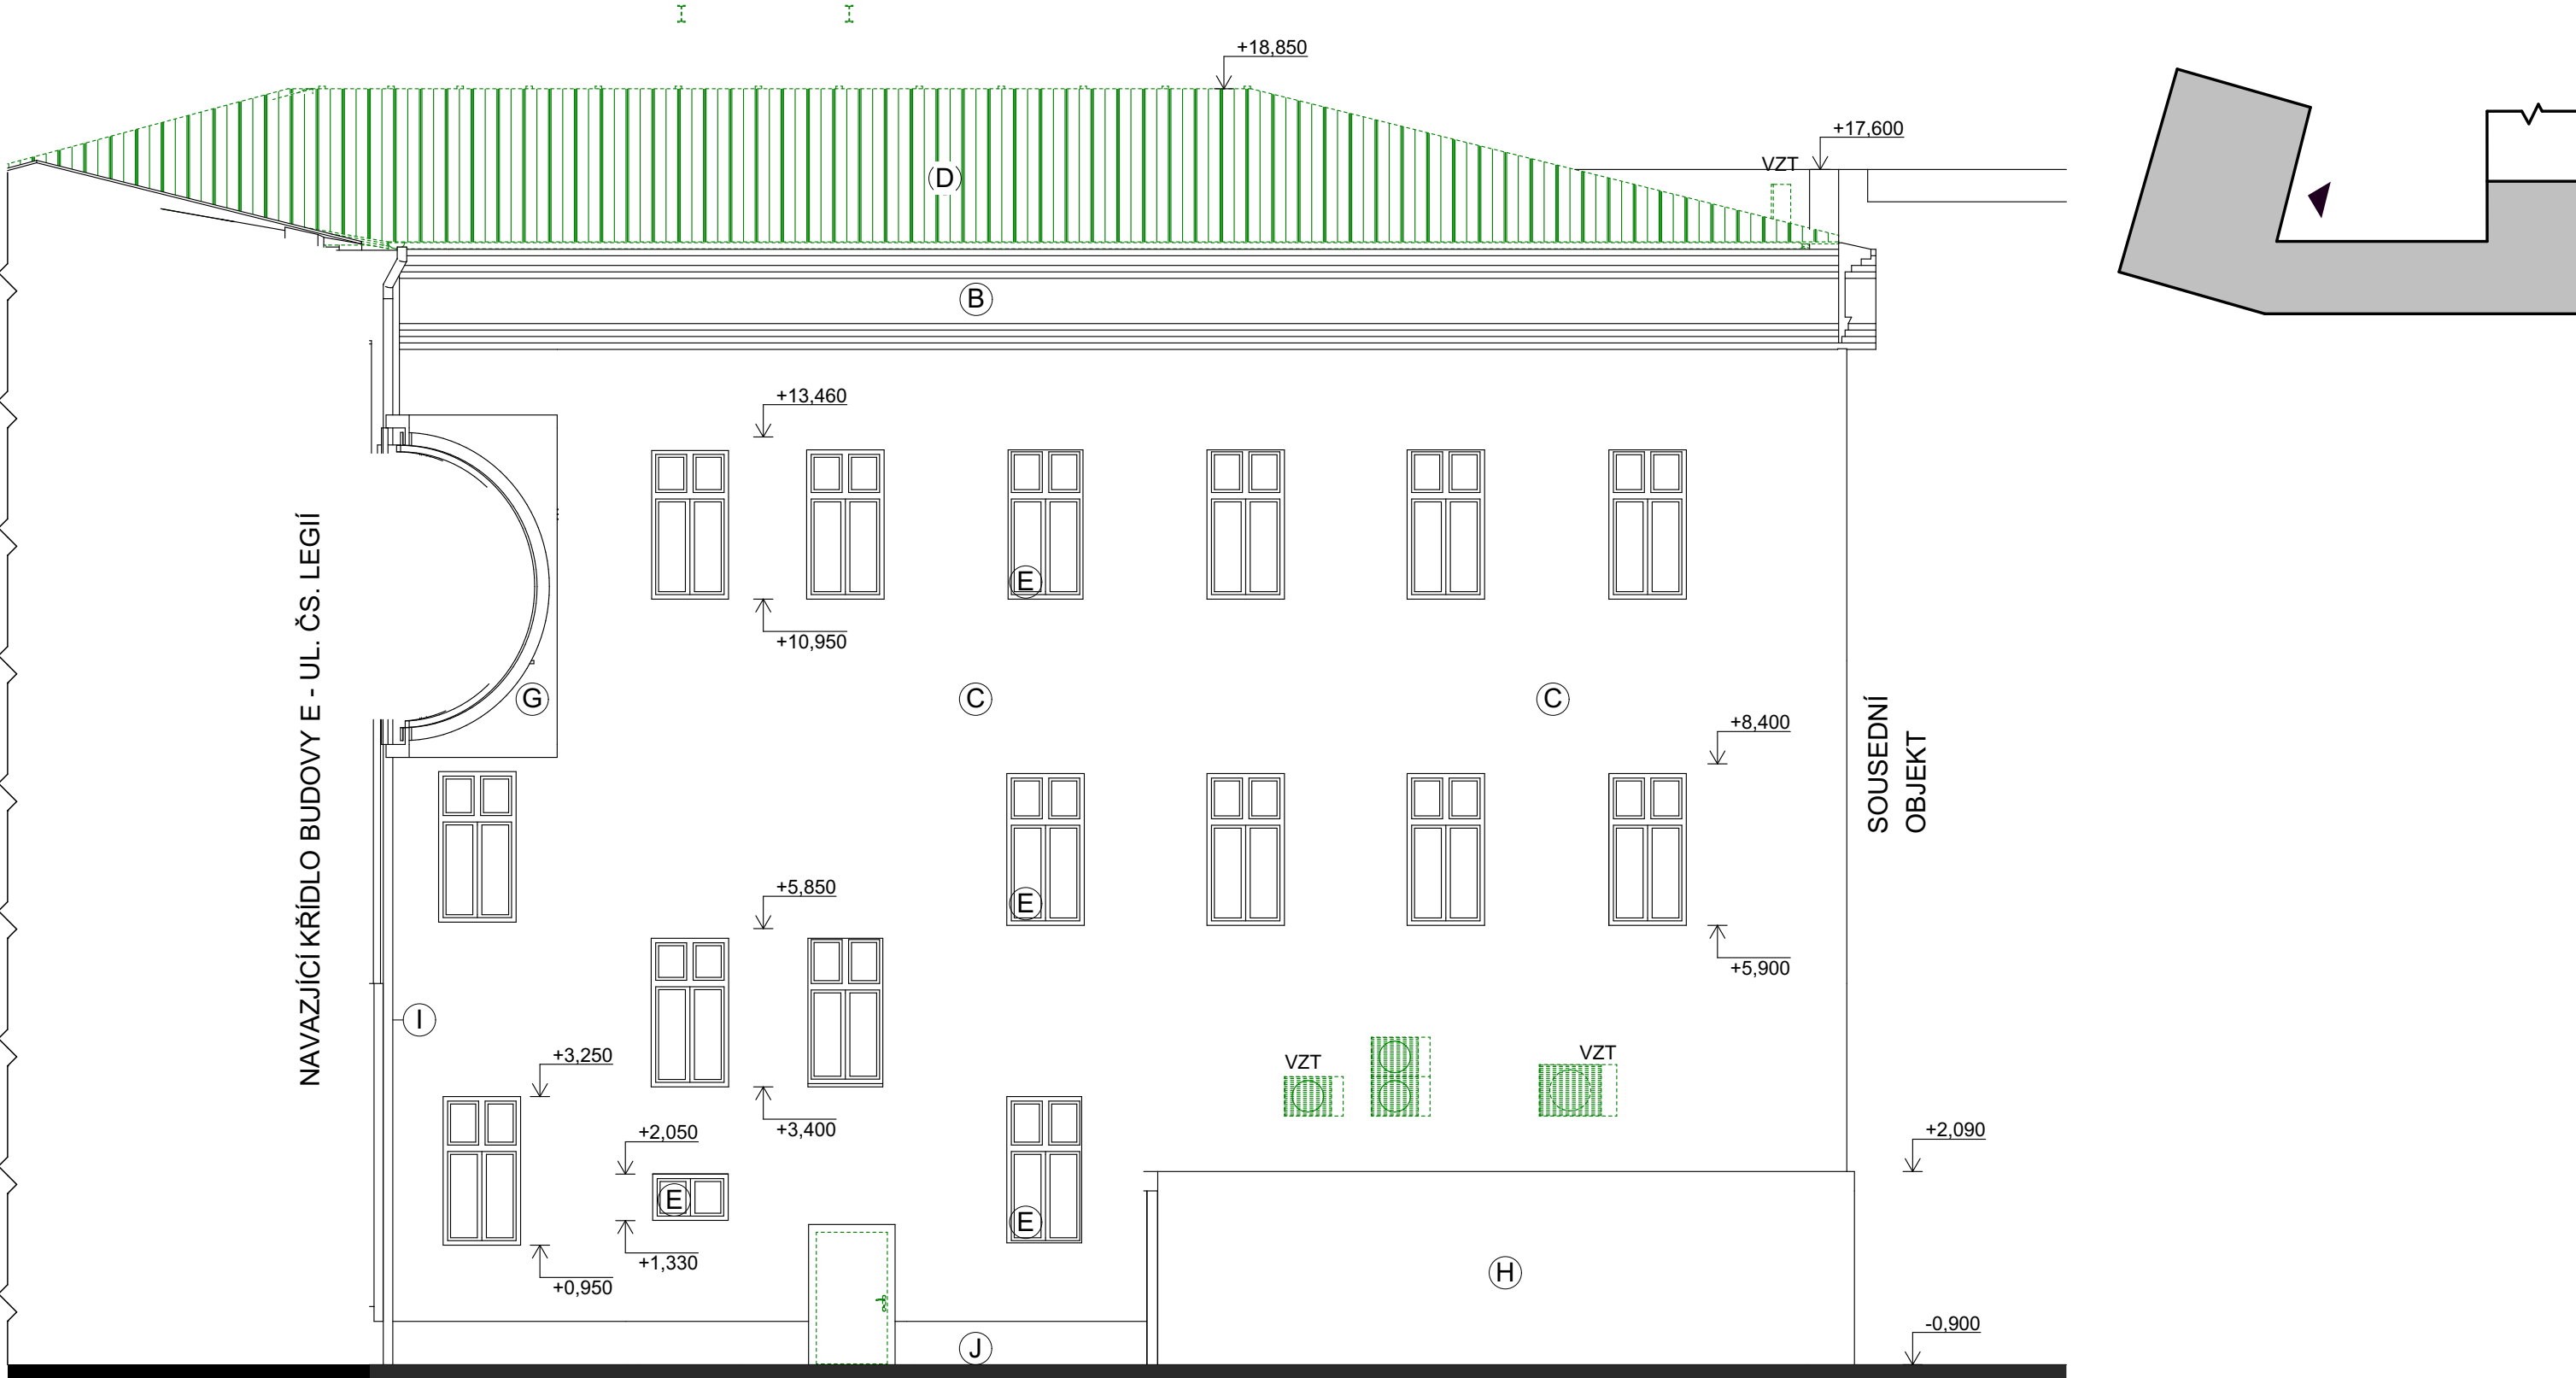 +18,850
+17,600
VZT
D
B
+13,460
E
+10,950
G
C
C
+8,400
NAVAZJÍCÍ KŘÍDLO BUDOVY E - UL. ČS. LEGIÍ
SOUSEDNÍ
OBJEKT
+5,850
E
+5,900
I
+3,250
VZT
VZT
+2,050
+3,400
+2,090
E
E
+1,330
+0,950
H
-0,900
J